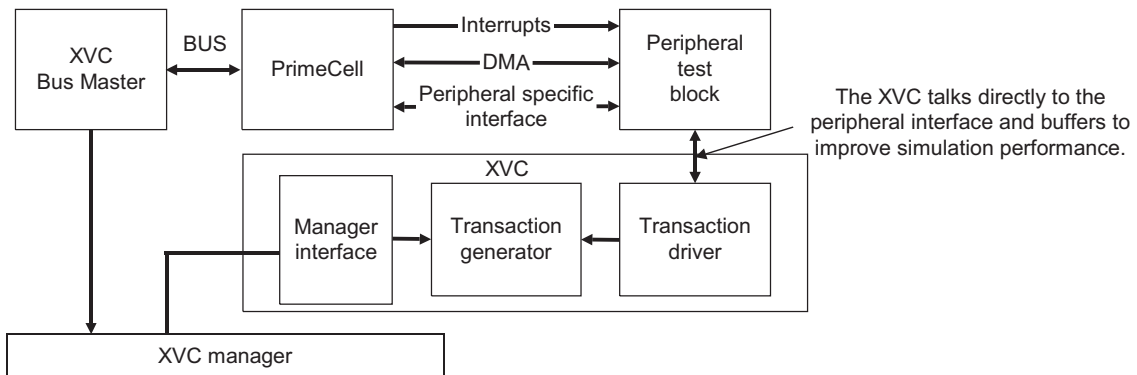 XVC
Bus Master
BUS
PrimeCell
Interrupts
DMA
Peripheral specific
interface
Peripheral
test
block
The XVC talks directly to the
peripheral interface and buffers to
improve simulation performance.
XVC
Manager
interface
Transaction
generator
Transaction
driver
XVC manager